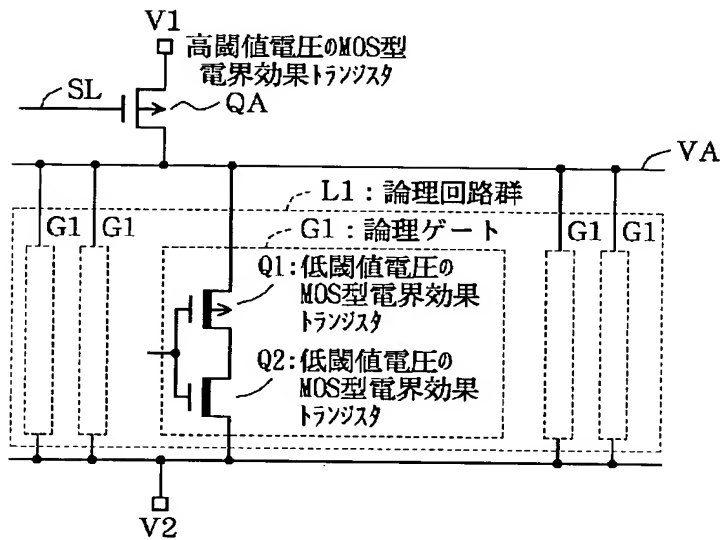 V1
高閾値電圧のMOS型
電界効果トランジスタ
SL
QA
VA
L1：論理回路群
G1 G1
G1：論理ゲート
G1 G1
Q1：低閾値電圧の
MOS型電界効果
トランジスタ
Q2：低閾値電圧の
MOS型電界効果
トランジスタ
V2